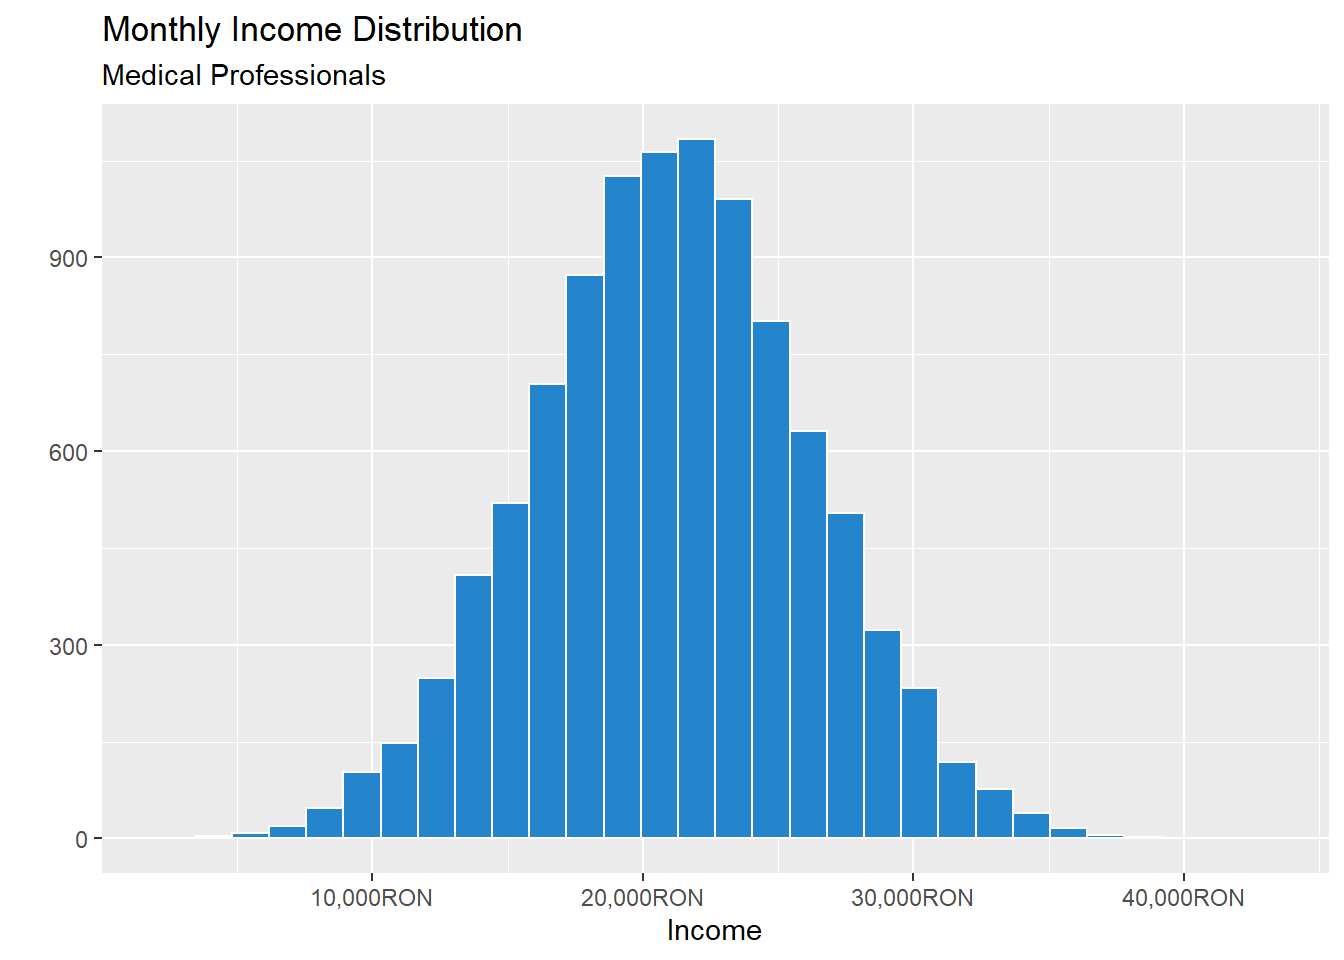 Monthly Income Distribution
Medical Professionals
900
600
300
0
10,000RON 20,000RON 30,000RON 40,000RON
Income